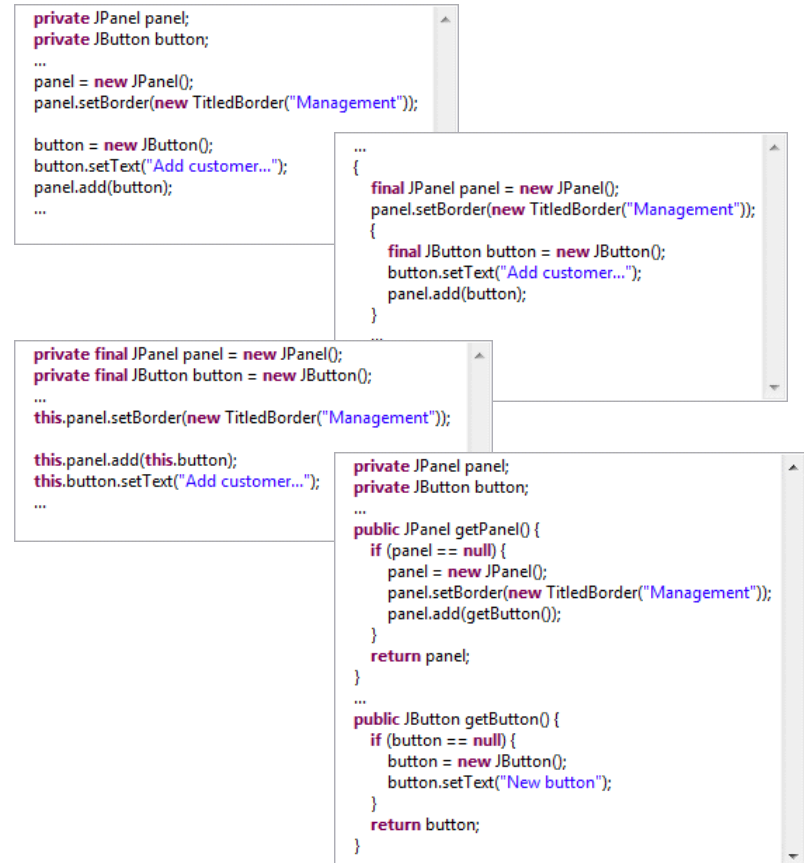 private JPanel panel;
private JButton button;
...
panel = new JPanel();
panel.setBorder(new TitledBorder("Management"));
button = new JButton();
button.setText("Add customer...");
panel.add(button);
...
...
{
final JPanel panel = new JPanel();
panel.setBorder(new TitledBorder("Management"));
{
final JButton button = new JButton();
button.setText("Add customer...");
panel.add(button);
}
...
private final JPanel panel = new JPanel();
private final JButton button = new JButton();
...
this.panel.setBorder(new TitledBorder("Management"));
this.panel.add(this.button);
this.button.setText("Add customer...");
...
private JPanel panel;
private JButton button;
...
public JPanel getPanel() {
if (panel == null) {
panel = new JPanel();
panel.setBorder(new TitledBorder("Management"));
panel.add(getButton());
}
return panel;
}
...
public JButton getButton() {
if (button == null) {
button = new JButton();
button.setText("New button");
}
return button;
}